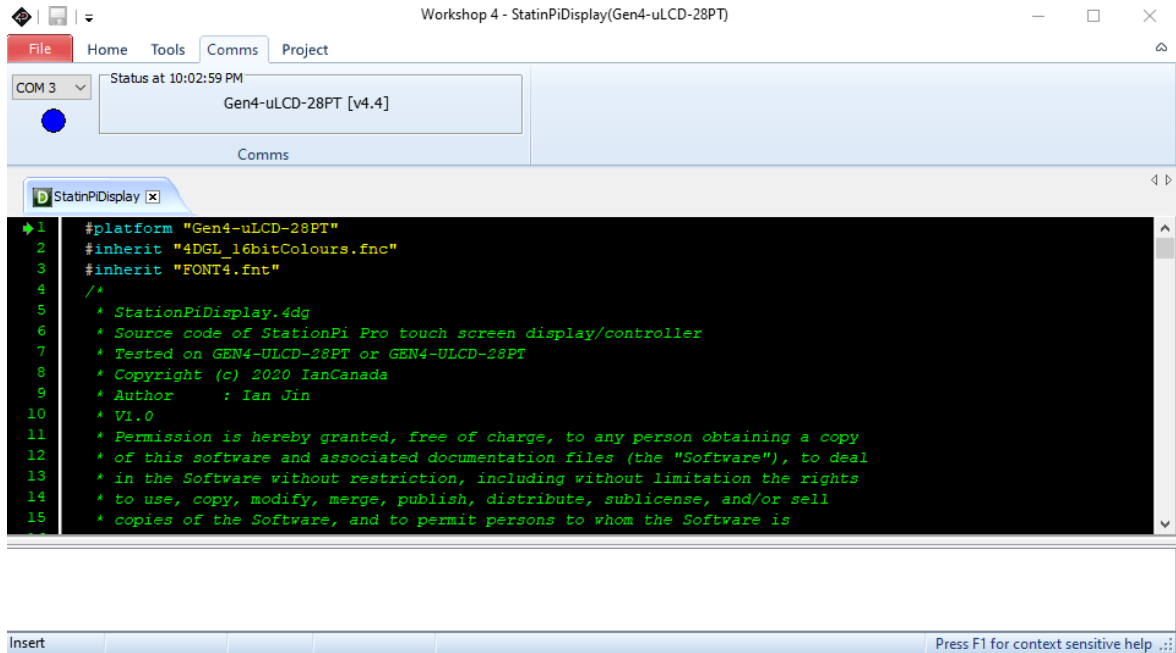 Workshop 4 - StatinPiDisplay(Gen4-uLCD-28PT)
File Home Tools Comms Project
COM 3
Status at 10:02:59 PM
Gen4-uLCD-28PT [v4.4]
Comms
D StatinPiDisplay
1 #platform "Gen4-uLCD-28PT"
2 #inherit "4DGL_16bitColours.fnc"
3 #inherit "FONT4.fnt"
4 /*
5 * StationPiDisplay.4dg
6 * Source code of StationPi Pro touch screen display/controller
7 * Tested on GEN4-ULCD-28PT or GEN4-ULCD-28PT
8 * Copyright (c) 2020 IanCanada
9 * Author : Ian Jin
10 * V1.0
11 * Permission is hereby granted, free of charge, to any person obtaining a copy
12 * of this software and associated documentation files (the "Software"), to deal
13 * in the Software without restriction, including without limitation the rights
14 * to use, copy, modify, merge, publish, distribute, sublicense, and/or sell
15 * copies of the Software, and to permit persons to whom the Software is
Insert
Press F1 for context sensitive help